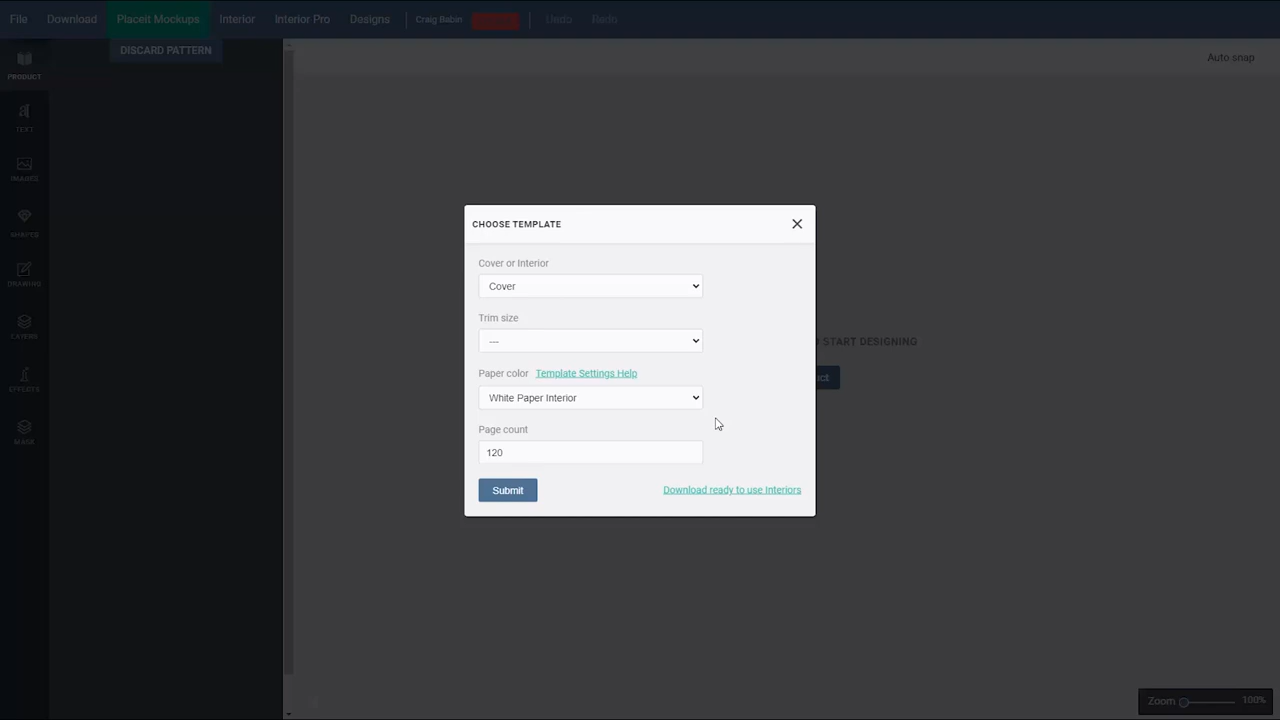 File Download Placeit Mockups Interior Interior Pro Designs Craig Babin Undo Redo
DISCARD PATTERN
Auto snap
PRODUCT
TEXT
IMAGES
SHAPES
DRAWING
LAYERS
EFFECTS
MASK
CHOOSE TEMPLATE
Cover or Interior
Cover
Trim size
---
Paper color Template Settings Help
White Paper Interior
Page count
120
Submit Download ready to use Interiors
START DESIGNING
Zoom 100%